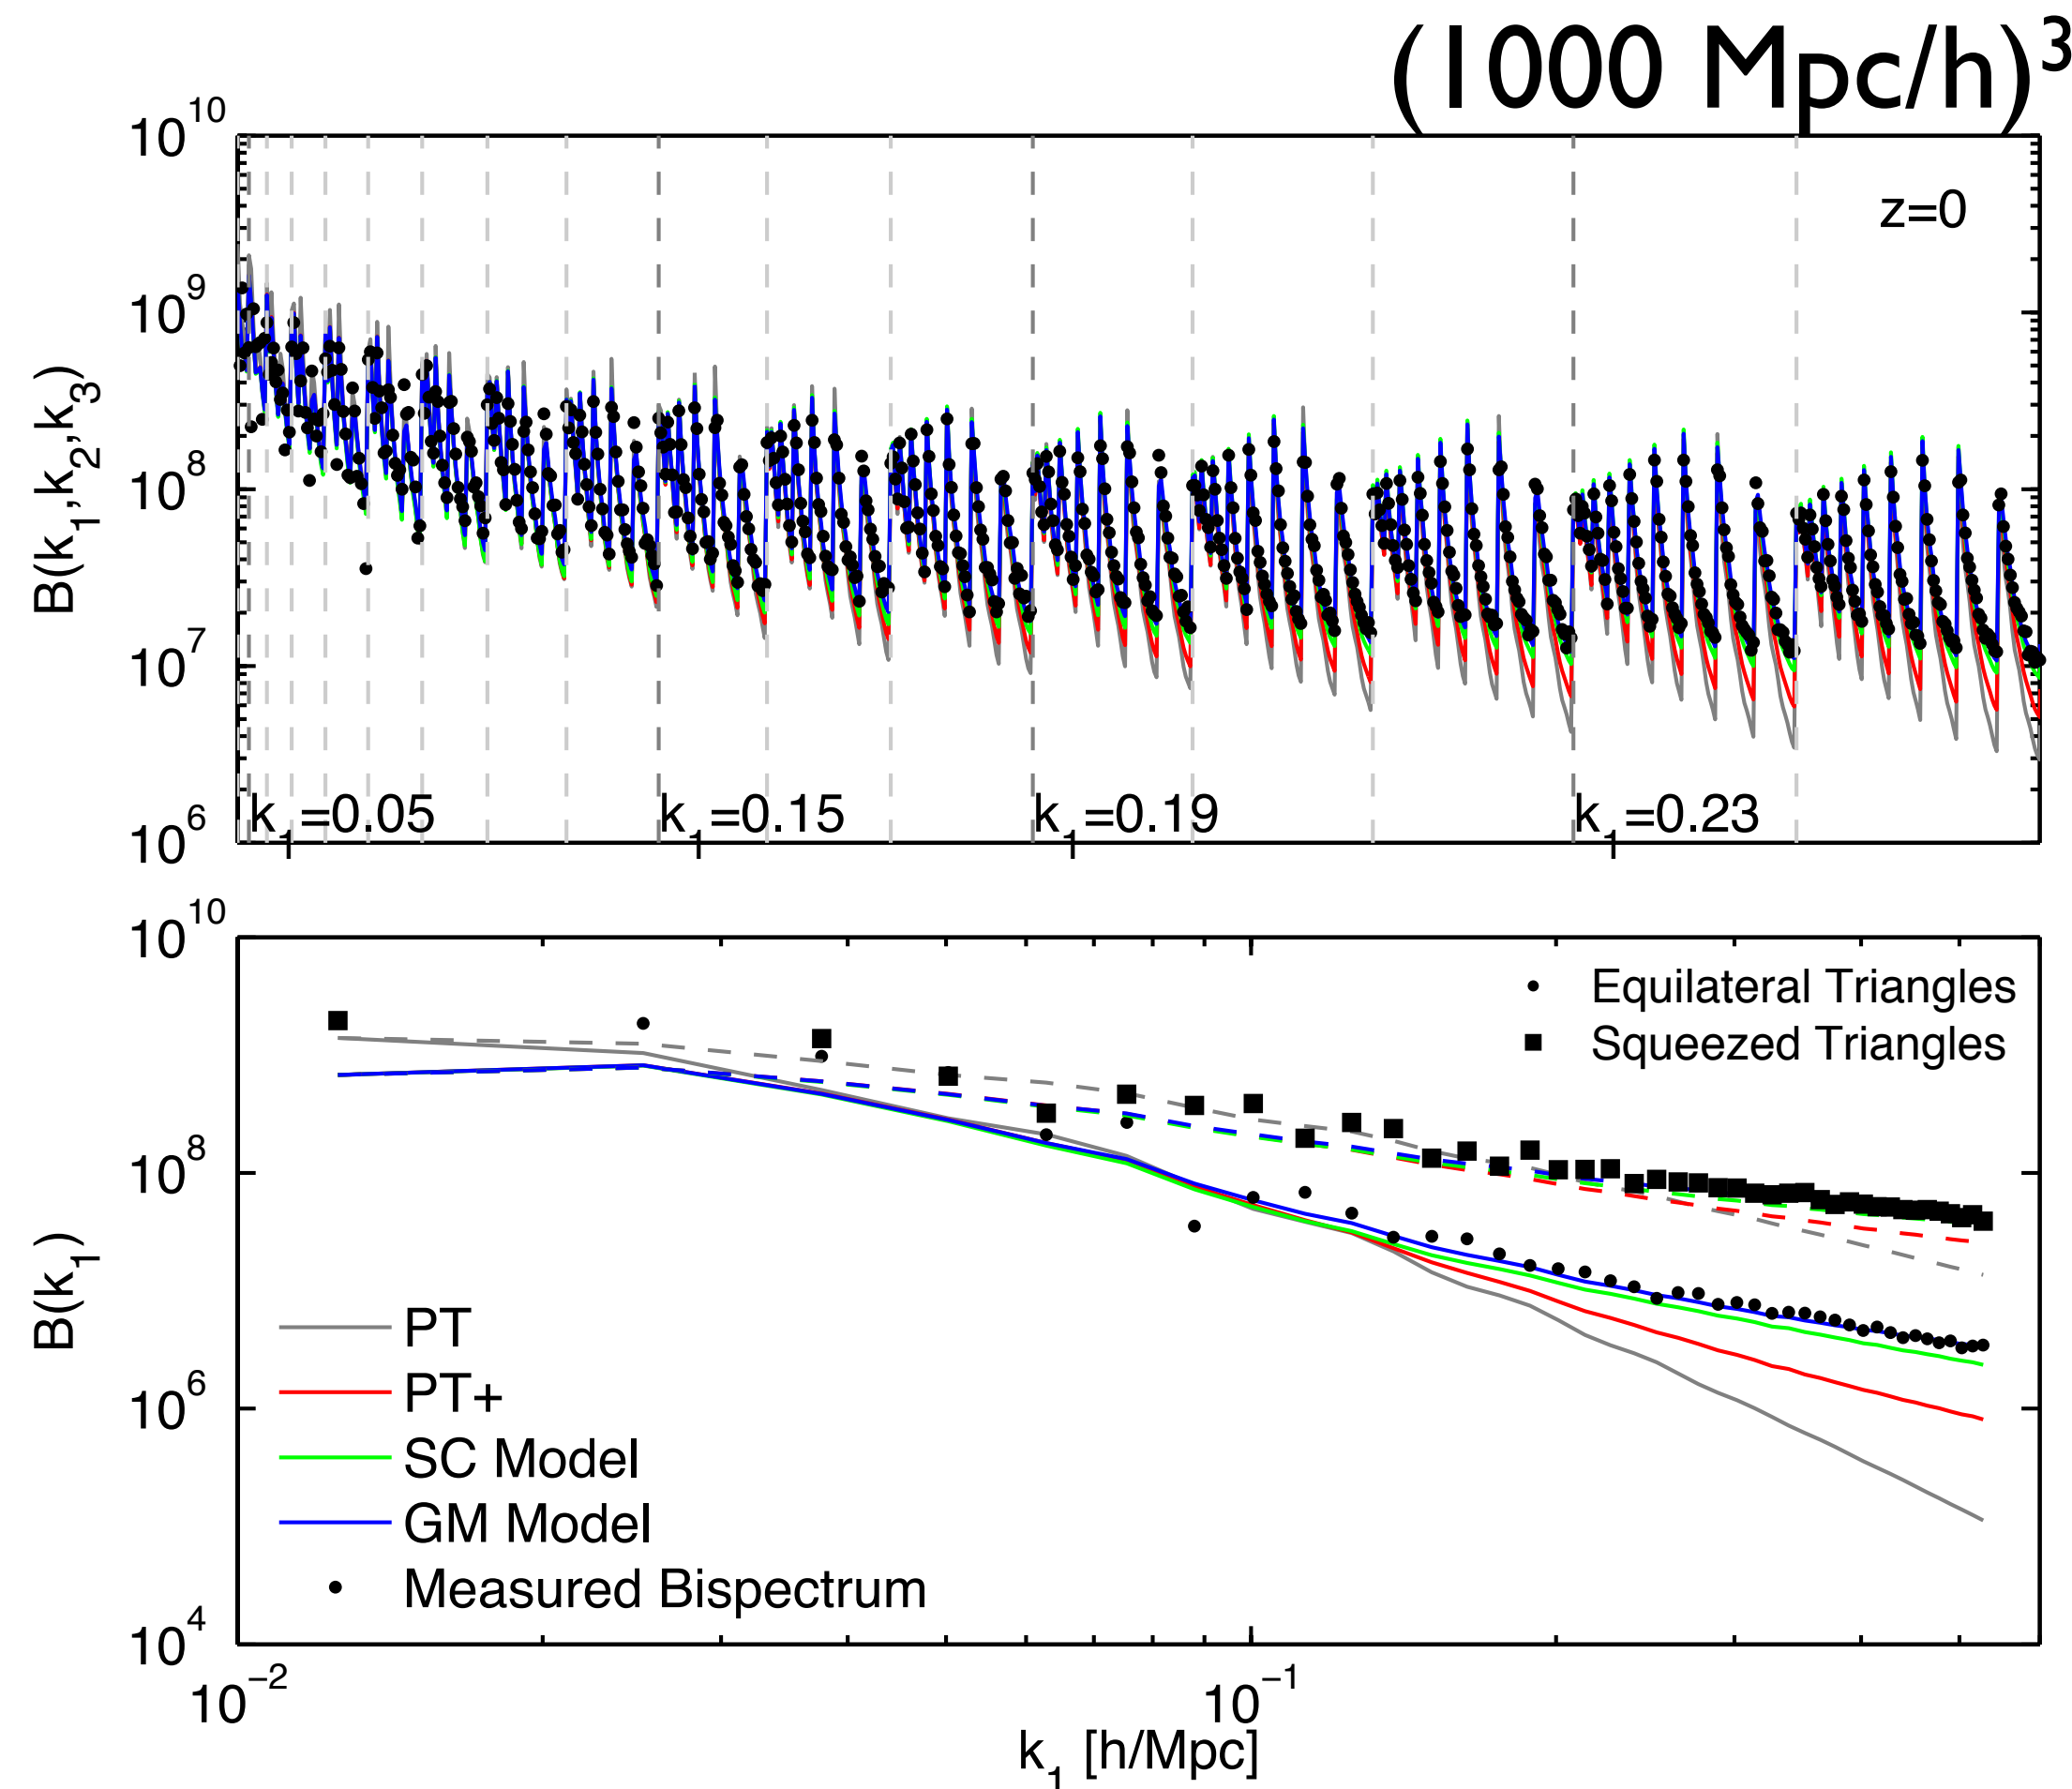 (1000 Mpc/h)³
10¹⁰
10⁹
10⁸
10⁷
10⁶
B(k₁,k₂,k₃)
z=0
k₁=0.05
k₁=0.15
k₁=0.19
k₁=0.23
10¹⁰
10⁸
10⁶
10⁴
B(k₁)
Equilateral Triangles
Squeezed Triangles
PT
PT+
SC Model
GM Model
Measured Bispectrum
10⁻²
10⁻¹
k₁ [h/Mpc]